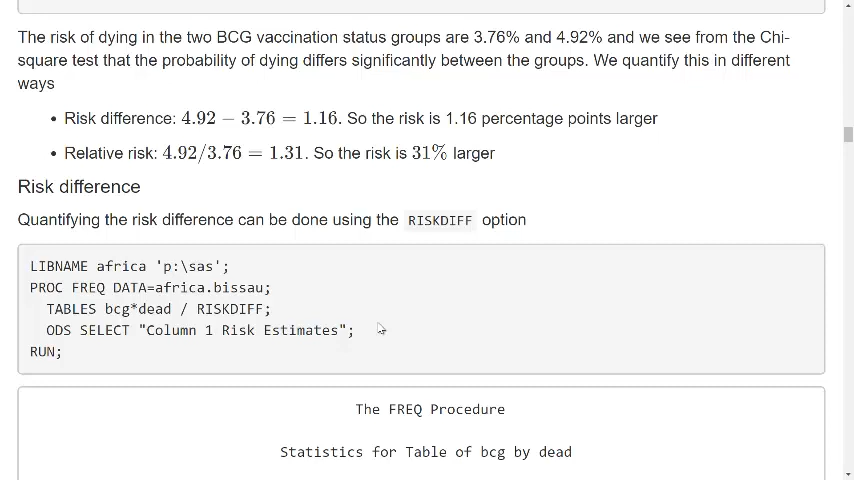 The risk of dying in the two BCG vaccination status groups are 3.76% and 4.92% and we see from the Chi-
square test that the probability of dying differs significantly between the groups. We quantify this in different
ways
• Risk difference: 4.92 − 3.76 = 1.16. So the risk is 1.16 percentage points larger
• Relative risk: 4.92/3.76 = 1.31. So the risk is 31% larger
Risk difference
Quantifying the risk difference can be done using the RISKDIFF option
LIBNAME africa 'p:\sas';
PROC FREQ DATA=africa.bissau;
  TABLES bcg*dead / RISKDIFF;
  ODS SELECT "Column 1 Risk Estimates";
RUN;
The FREQ Procedure
Statistics for Table of bcg by dead